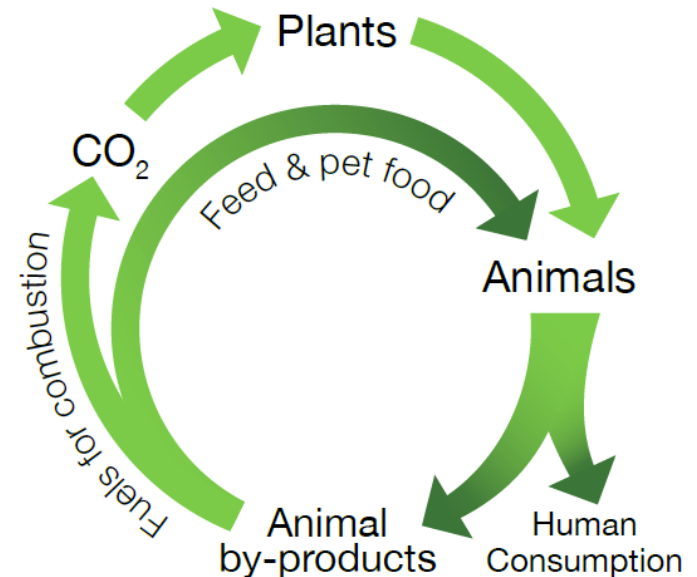 Plants
CO₂
Feed & pet food
Animals
Fuels for combustion
Animal
by-products
Human
Consumption